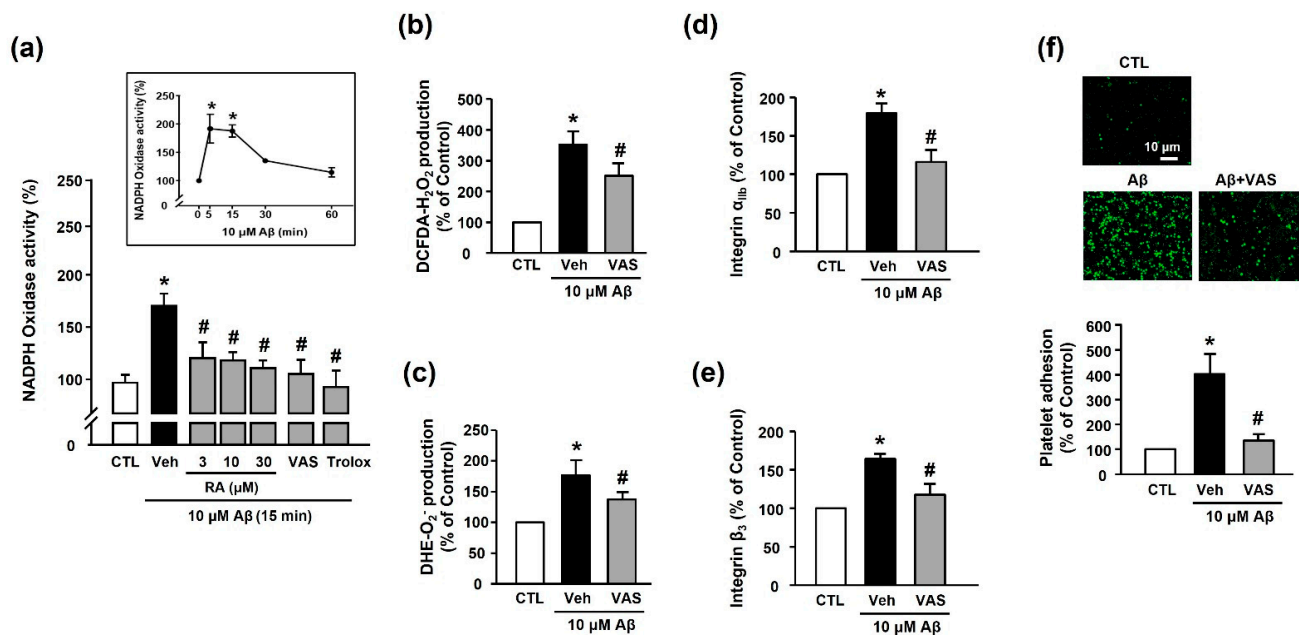 (a)
NADPH Oxidase activity (%)
250
250
200
150
100
0
NADPH Oxidase activity (%)
250
200
150
100
0
* *
0 5 15 30 60
10 µM Aβ (min)
*
# # # # #
CTL Veh 3 10 30 VAS Trolox
RA (µM)
10 µM Aβ (15 min)
(b)
DCFDA-H₂O₂ production
(% of Control)
500
400
300
200
100
0
*
#
CTL Veh VAS
10 µM Aβ
(c)
DHE-O₂⁻ production
(% of Control)
250
200
150
100
50
0
*
#
CTL Veh VAS
10 µM Aβ
(d)
Integrin αIIb (% of Control)
200
150
100
50
0
*
#
CTL Veh VAS
10 µM Aβ
(e)
Integrin β₃ (% of Control)
200
150
100
50
0
*
#
CTL Veh VAS
10 µM Aβ
(f)
CTL
10 µm
Aβ Aβ+VAS
Platelet adhesion
(% of Control)
600
500
400
300
200
100
0
*
#
CTL Veh VAS
10 µM Aβ